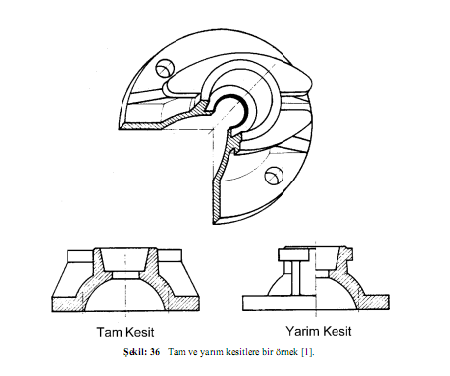 Tam Kesit
Yarim Kesit
Şekil: 36 Tam ve yarım kesitlere bir örnek [1].